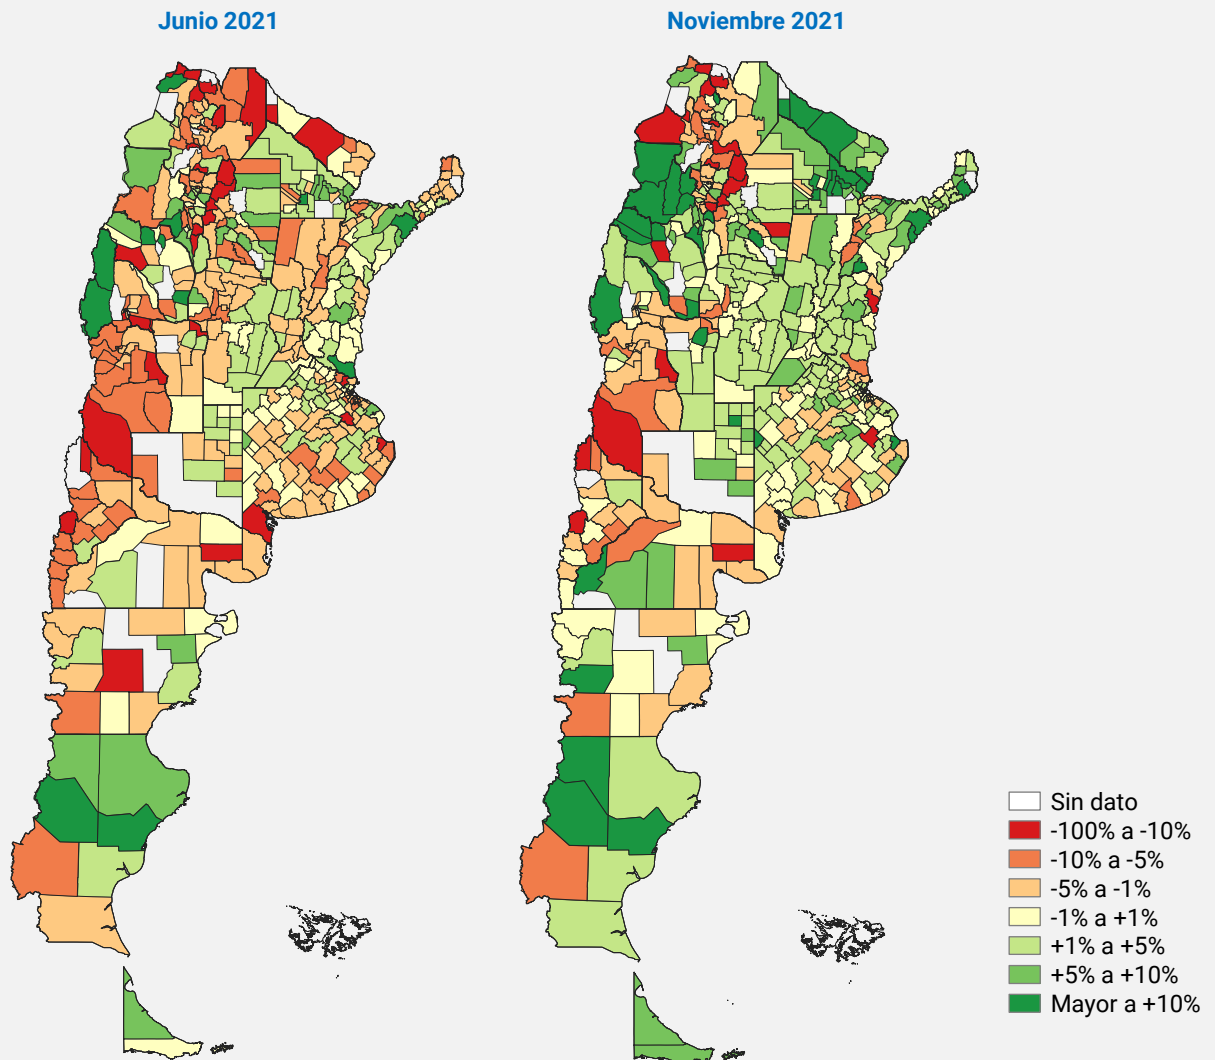 Junio 2021
Noviembre 2021
Sin dato
-100% a -10%
-10% a -5%
-5% a -1%
-1% a +1%
+1% a +5%
+5% a +10%
Mayor a +10%